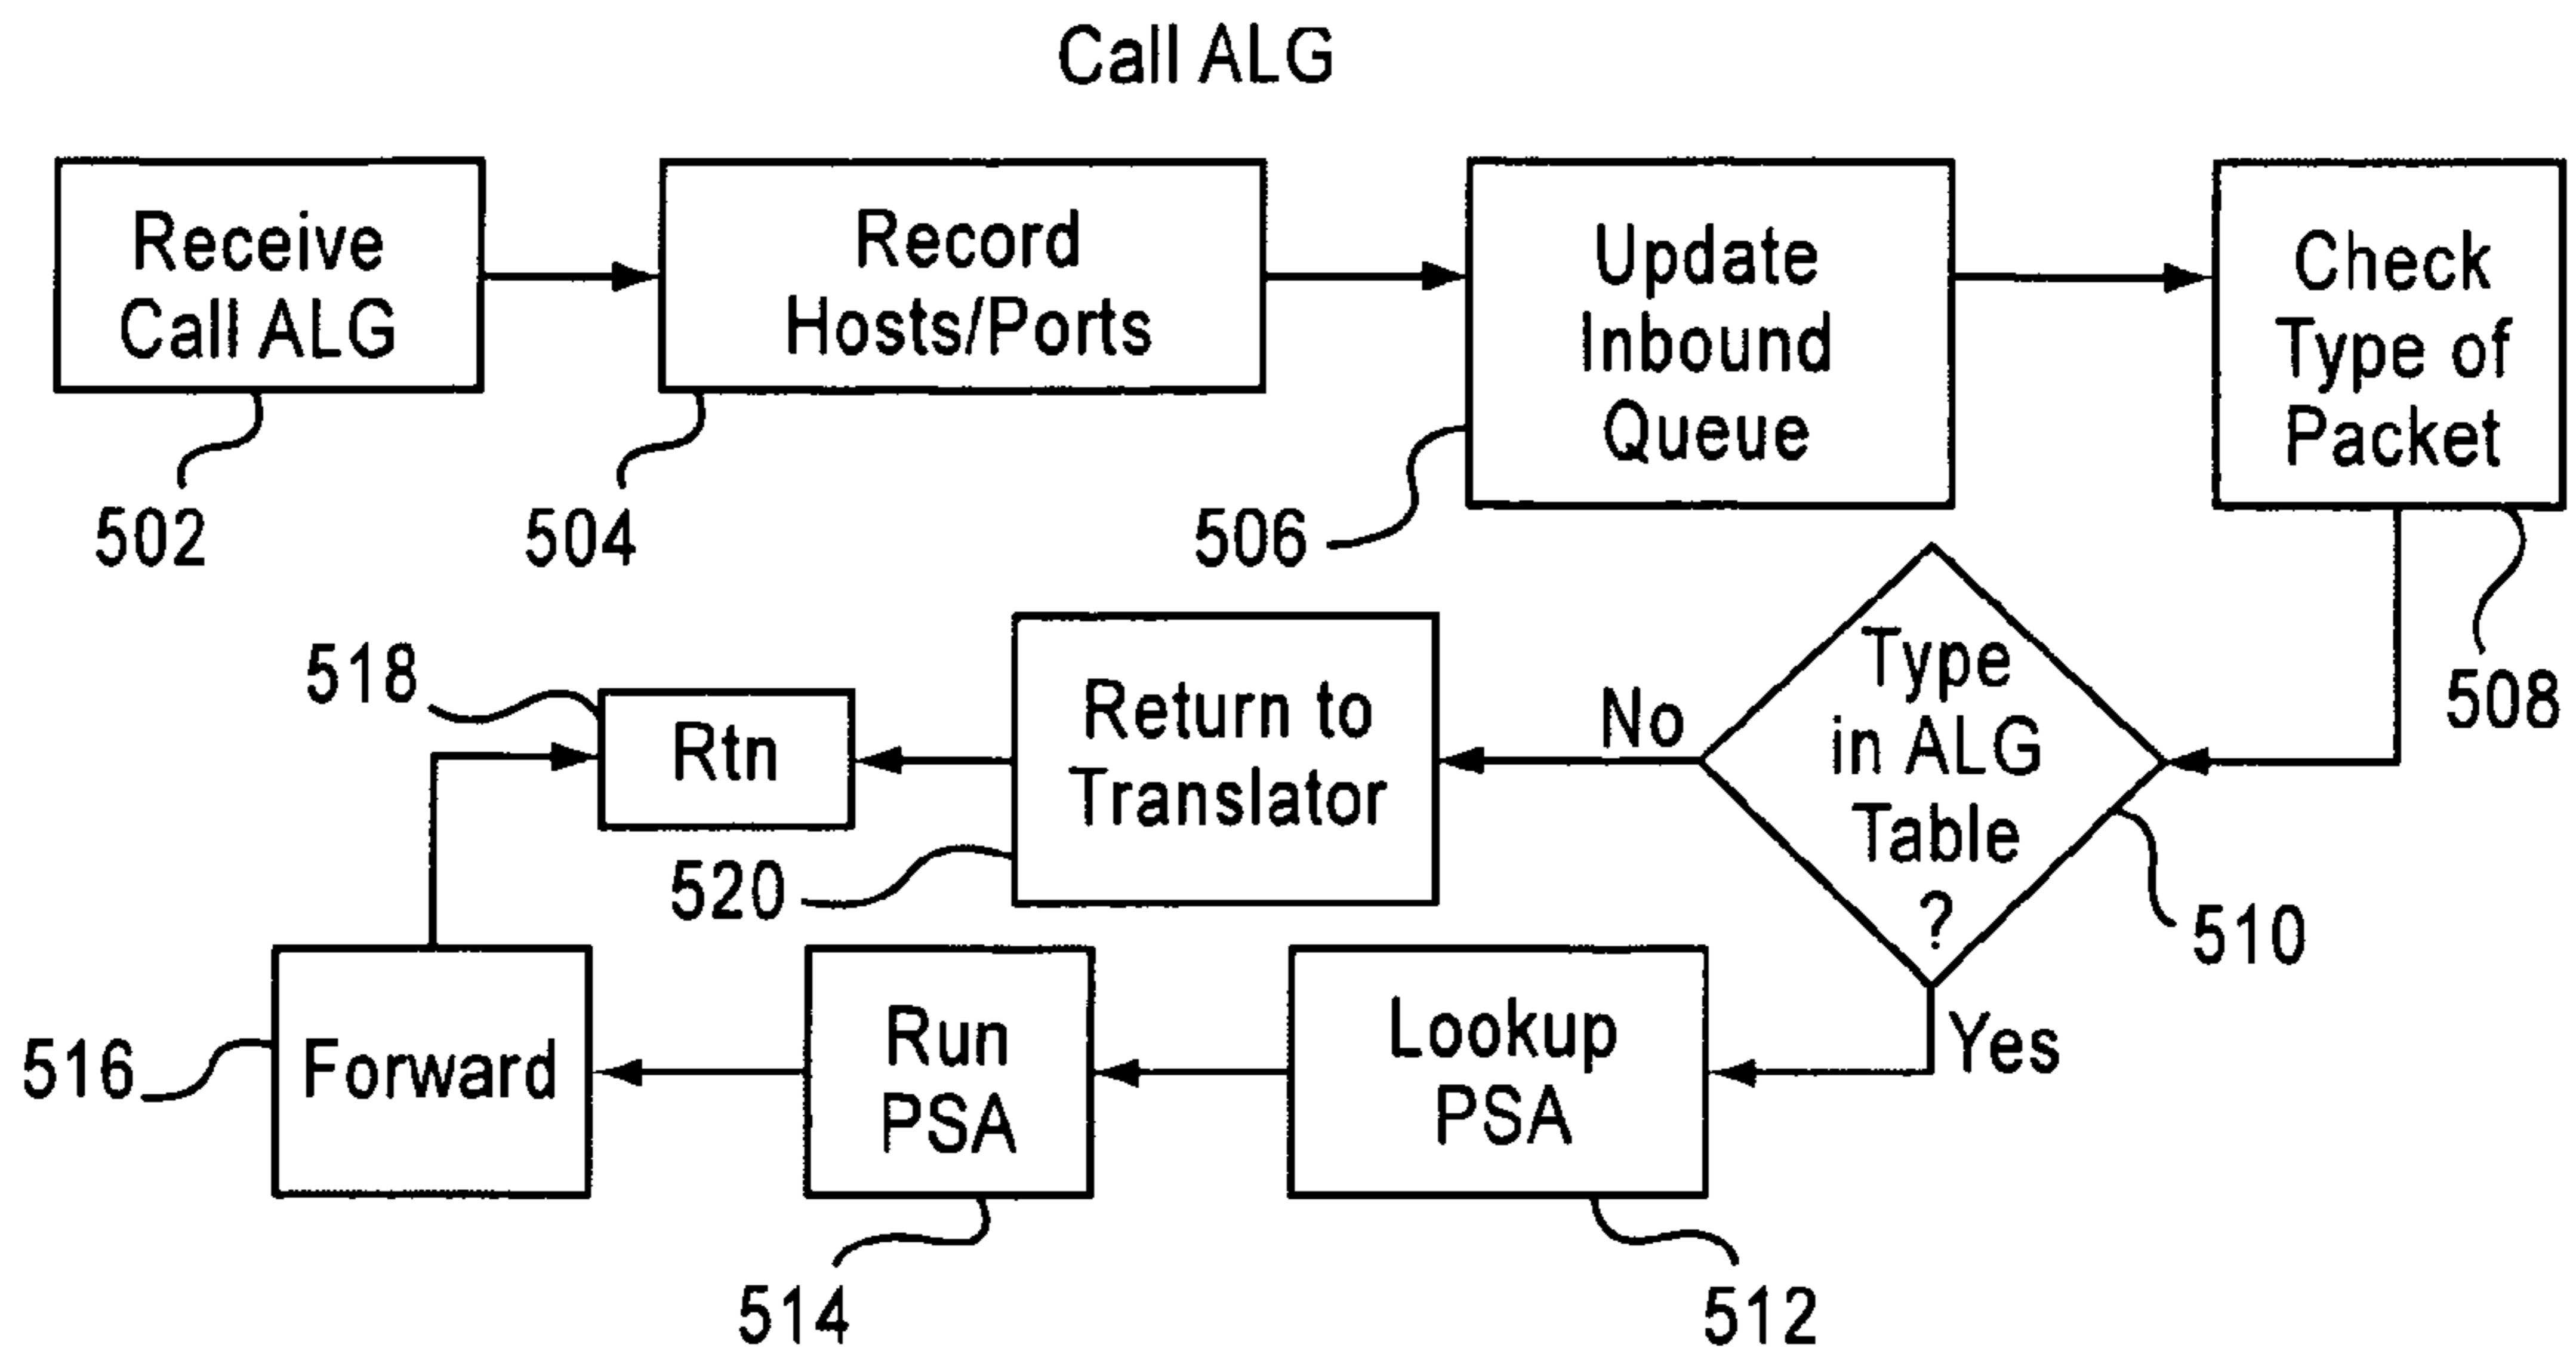 Call ALG
Receive
Call ALG
Record
Hosts/Ports
Update
Inbound
Queue
Check
Type of
Packet
502
504
506
508
518
Rtn
Return to
Translator
No
Type
in ALG
Table
?
520
510
516
Forward
Run
PSA
Lookup
PSA
Yes
514
512